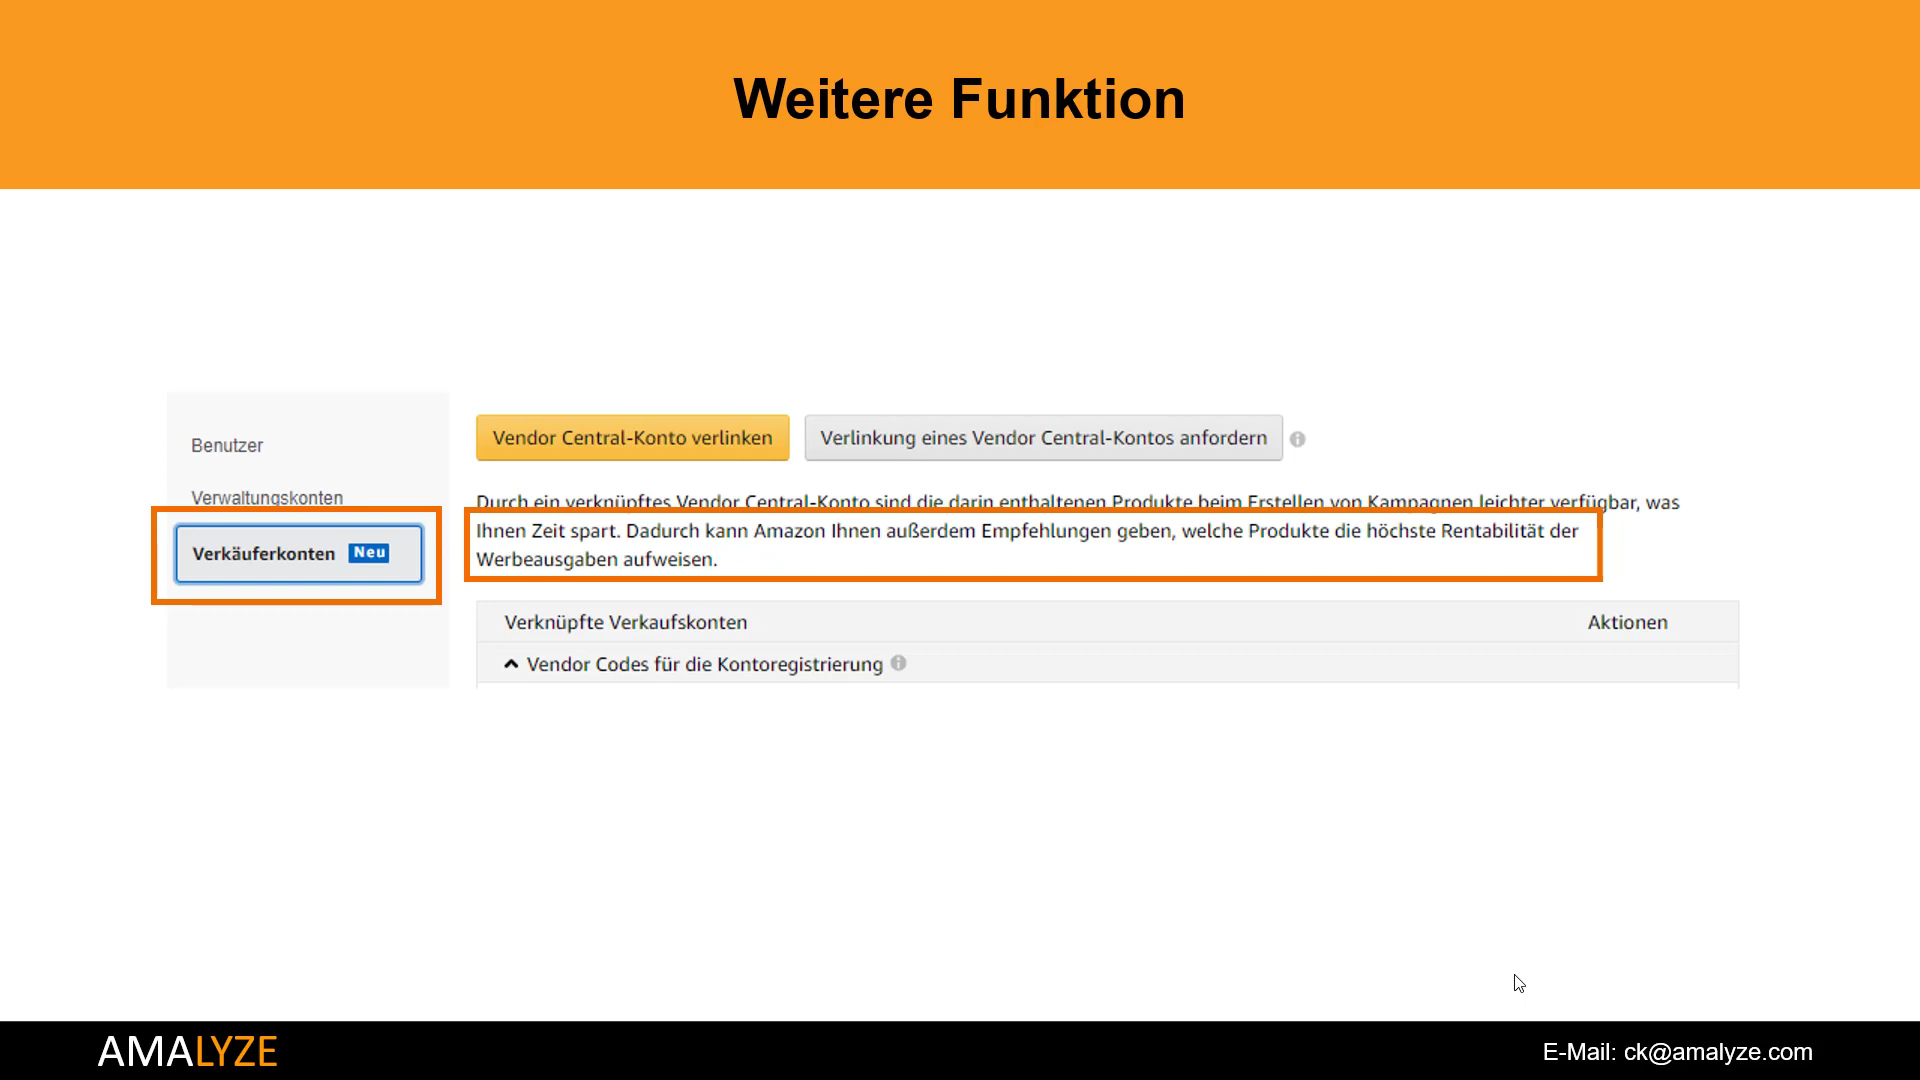 Weitere Funktion
Benutzer
Verwaltungskonten
Verkäuferkonten Neu
Vendor Central-Konto verlinken
Verlinkung eines Vendor Central-Kontos anfordern
Durch ein verknüpftes Vendor Central-Konto sind die darin enthaltenen Produkte beim Erstellen von Kampagnen leichter verfügbar, was
Ihnen Zeit spart. Dadurch kann Amazon Ihnen außerdem Empfehlungen geben, welche Produkte die höchste Rentabilität der
Werbeausgaben aufweisen.
Verknüpfte Verkaufskonten
Aktionen
Vendor Codes für die Kontoregistrierung
AMALYZE
E-Mail: ck@amalyze.com